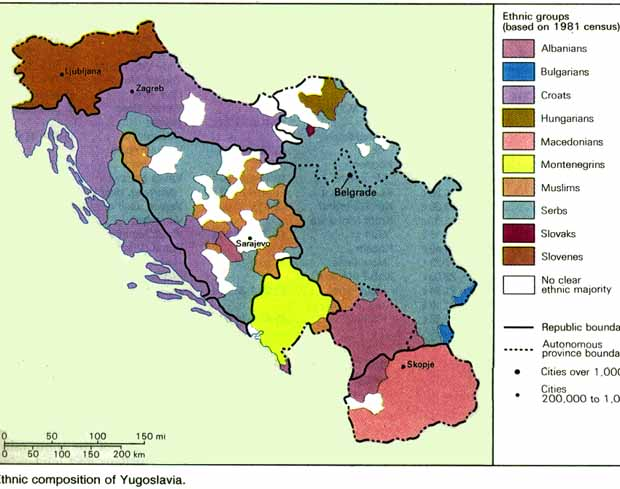 Ethnic groups
(based on 1981 census)
Albanians
Bulgarians
Croats
Hungarians
Macedonians
Montenegrins
Muslims
Serbs
Slovaks
Slovenes
No clear
ethnic majority
Republic bounda
Autonomous
province bounda
Cities over 1,000
Cities
200,000 to 1,0
Ljubljana
Zagreb
Belgrade
Sarajevo
Skopje
0 50 100 150 mi
0 50 100 150 200 km
thnic composition of Yugoslavia.